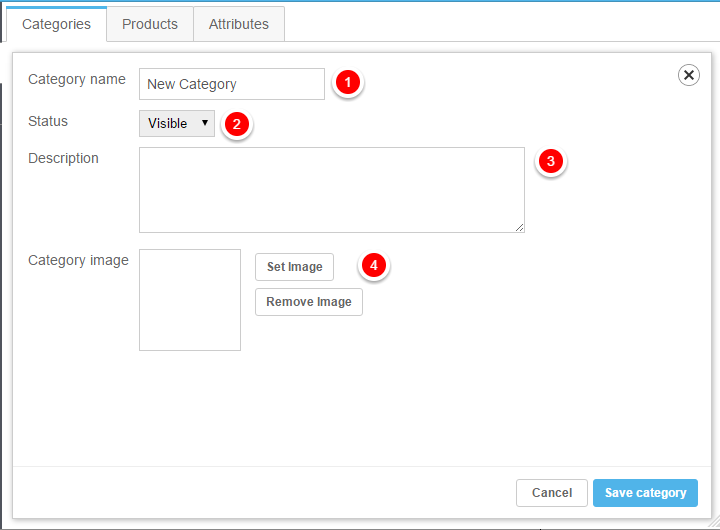 Categories Products Attributes
Category name New Category 1
Status Visible 2
Description 3
Category image Set Image 4
Remove Image
Cancel Save category